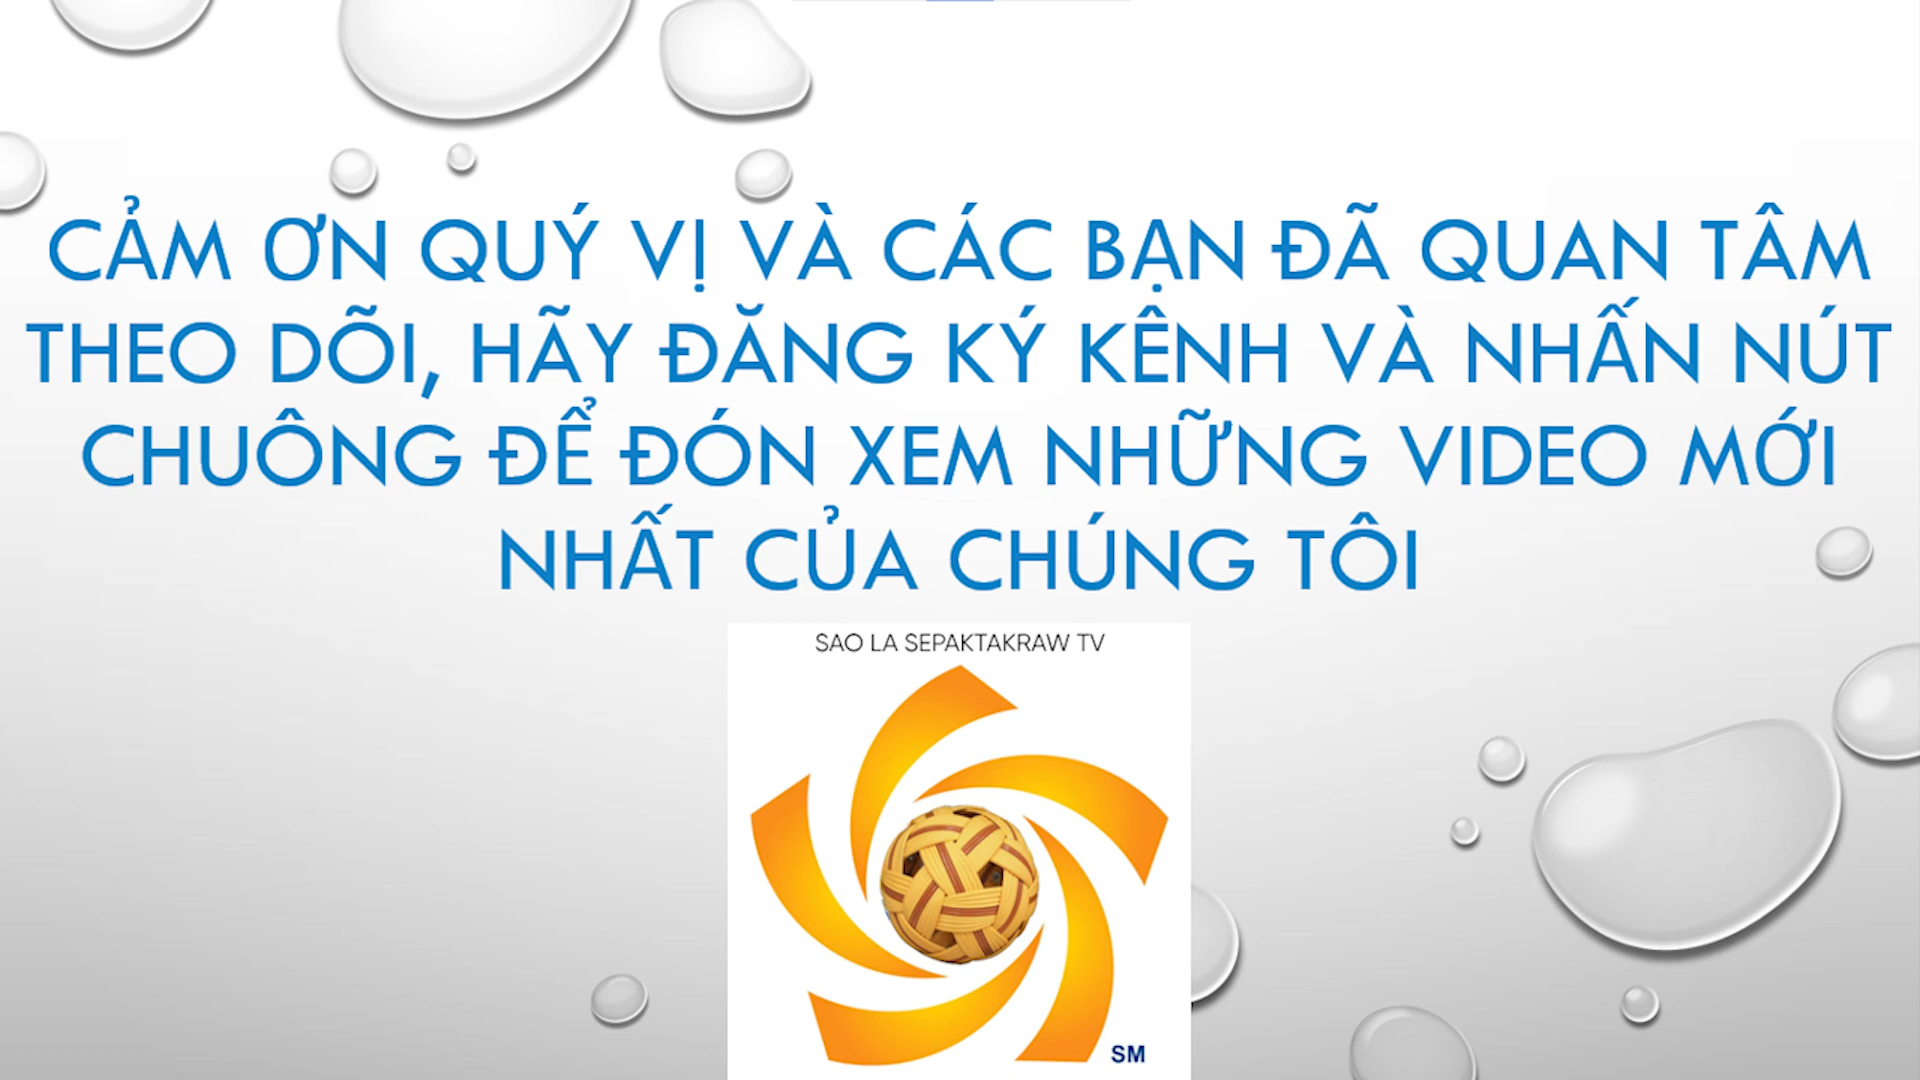 CẢM ƠN QUÝ VỊ VÀ CÁC BẠN ĐÃ QUAN TÂM
THEO DÕI, HÃY ĐĂNG KÝ KÊNH VÀ NHẤN NÚT
CHUÔNG ĐỂ ĐÓN XEM NHỮNG VIDEO MỚI
NHẤT CỦA CHÚNG TÔI
SAO LA SEPAKTAKRAW TV
SM